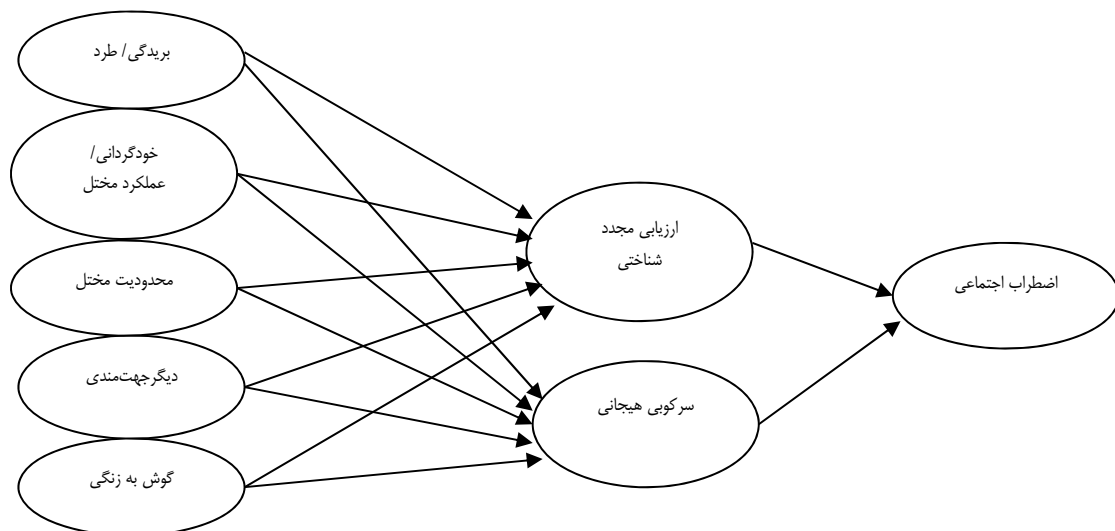 بریدگی/ طرد
خودگردانی/
عملکرد مختل
محدودیت مختل
دیگرجهت‌مندی
گوش به زنگی
ارزیابی مجدد
شناختی
سرکوبی هیجانی
اضطراب اجتماعی